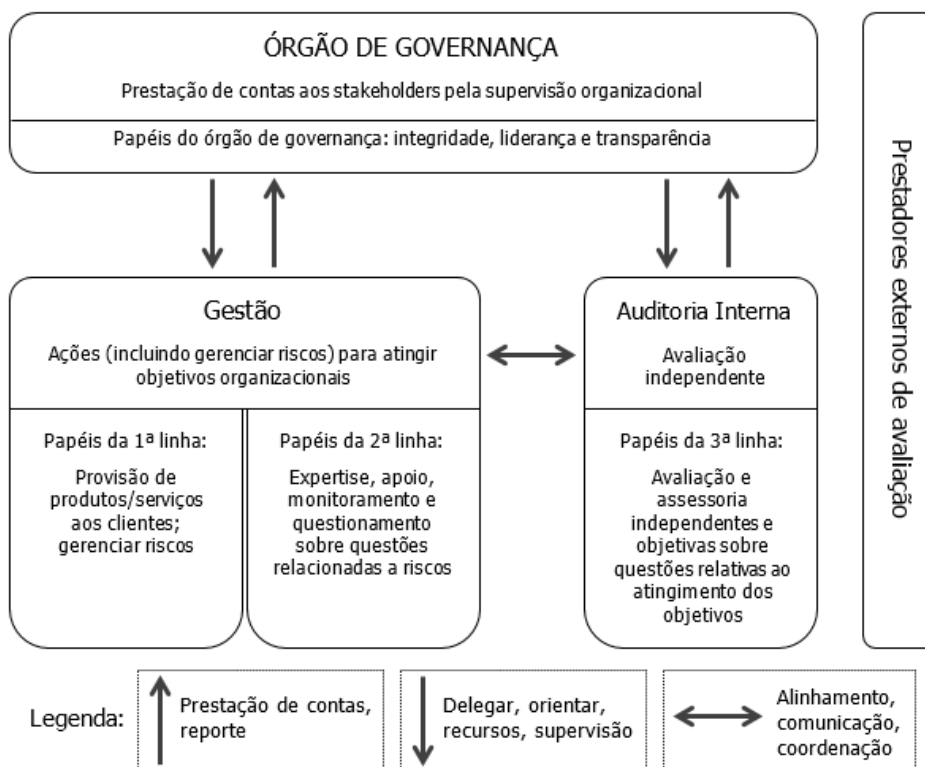 ÓRGÃO DE GOVERNANÇA
Prestação de contas aos stakeholders pela supervisão organizacional
Papéis do órgão de governança: integridade, liderança e transparência
Gestão
Ações (incluindo gerenciar riscos) para atingir
objetivos organizacionais
Papéis da 1ª linha:
Provisão de
produtos/serviços
aos clientes;
gerenciar riscos
Papéis da 2ª linha:
Expertise, apoio,
monitoramento e
questionamento
sobre questões
relacionadas a riscos
Auditoria Interna
Avaliação
independente
Papéis da 3ª linha:
Avaliação e
assessoria
independentes e
objetivas sobre
questões relativas ao
atingimento dos
objetivos
Prestadores externos de avaliação
Legenda:
Prestação de contas,
reporte
Delegar, orientar,
recursos, supervisão
Alinhamento,
comunicação,
coordenação